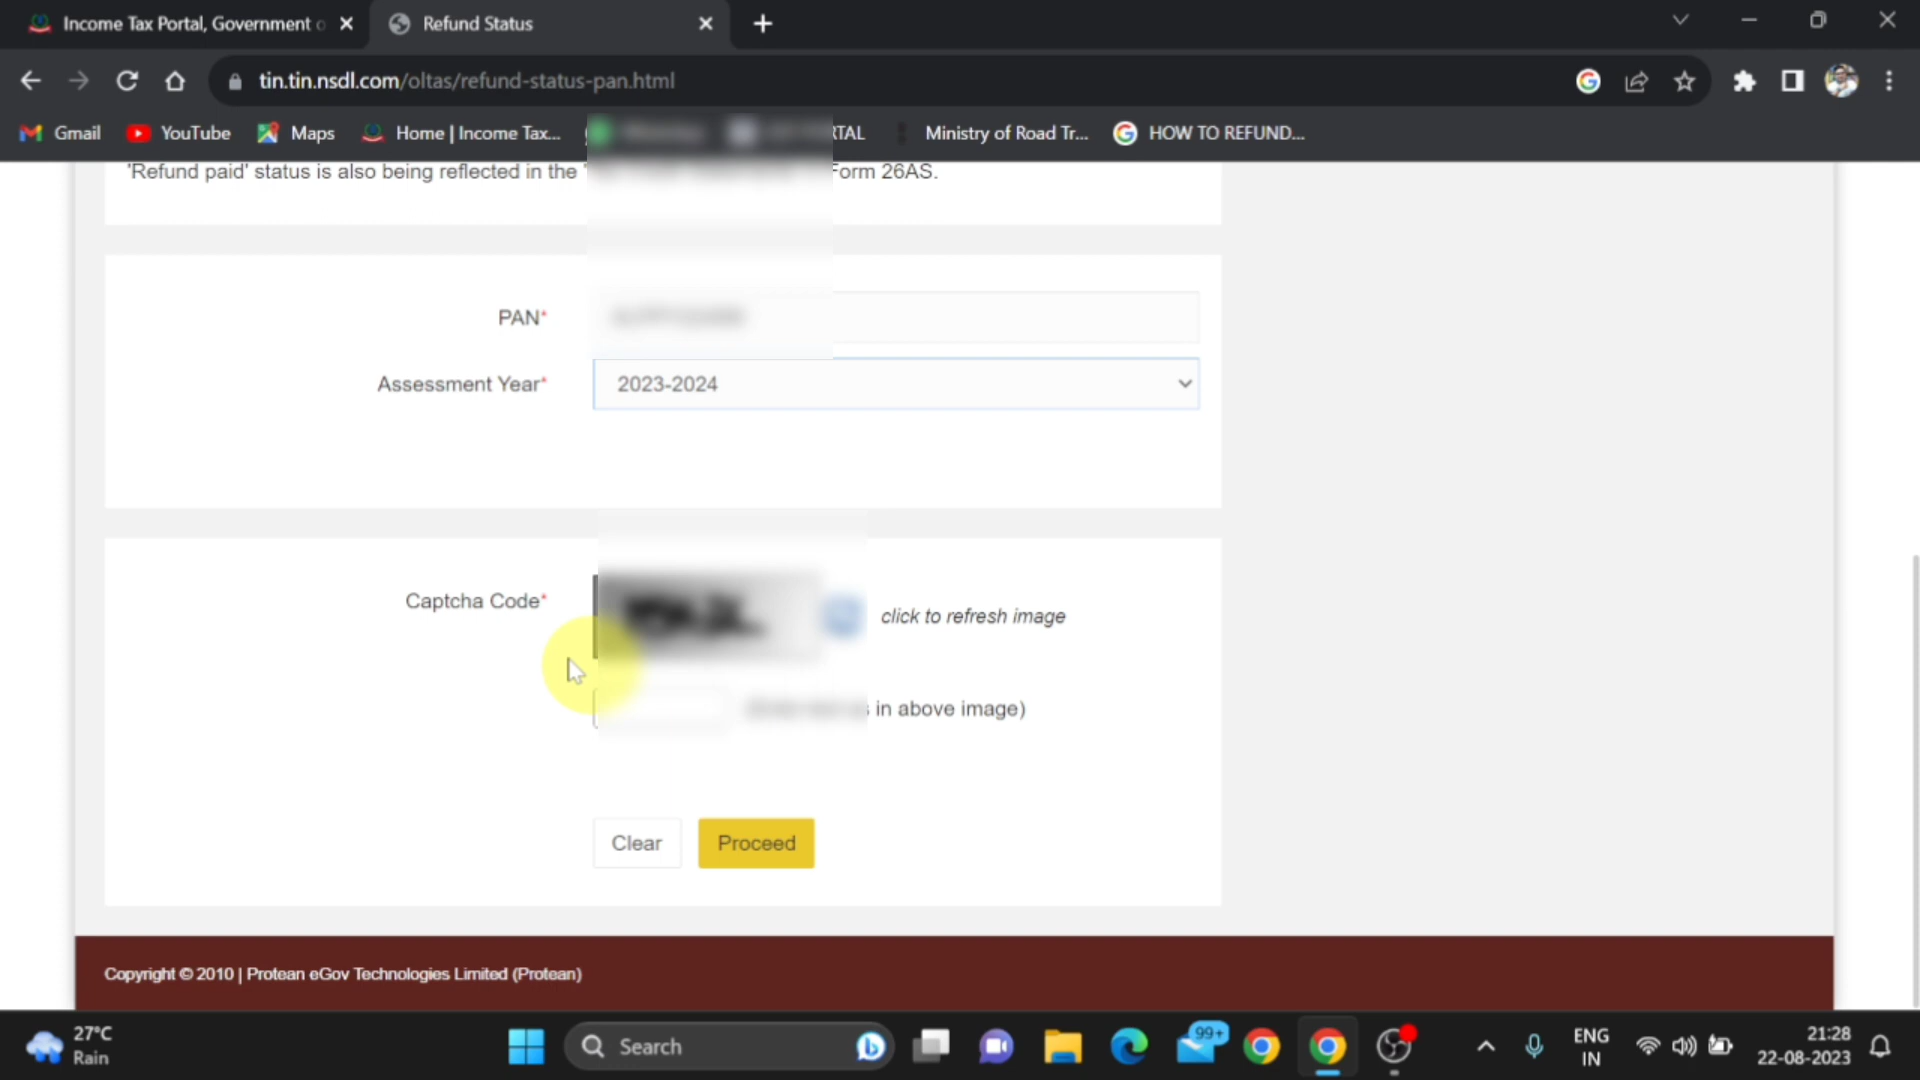 Income Tax Portal, Government o
Refund Status
tin.tin.nsdl.com/oltas/refund-status-pan.html
Gmail YouTube Maps Home | Income Tax... TAL Ministry of Road Tr... HOW TO REFUND...
'Refund paid' status is also being reflected in the ' Form 26AS.
PAN*
Assessment Year* 2023-2024
Captcha Code* click to refresh image
in above image)
Clear Proceed
Copyright © 2010 | Protean eGov Technologies Limited (Protean)
27°C
Rain
Search
99+
ENG
IN
21:28
22-08-2023